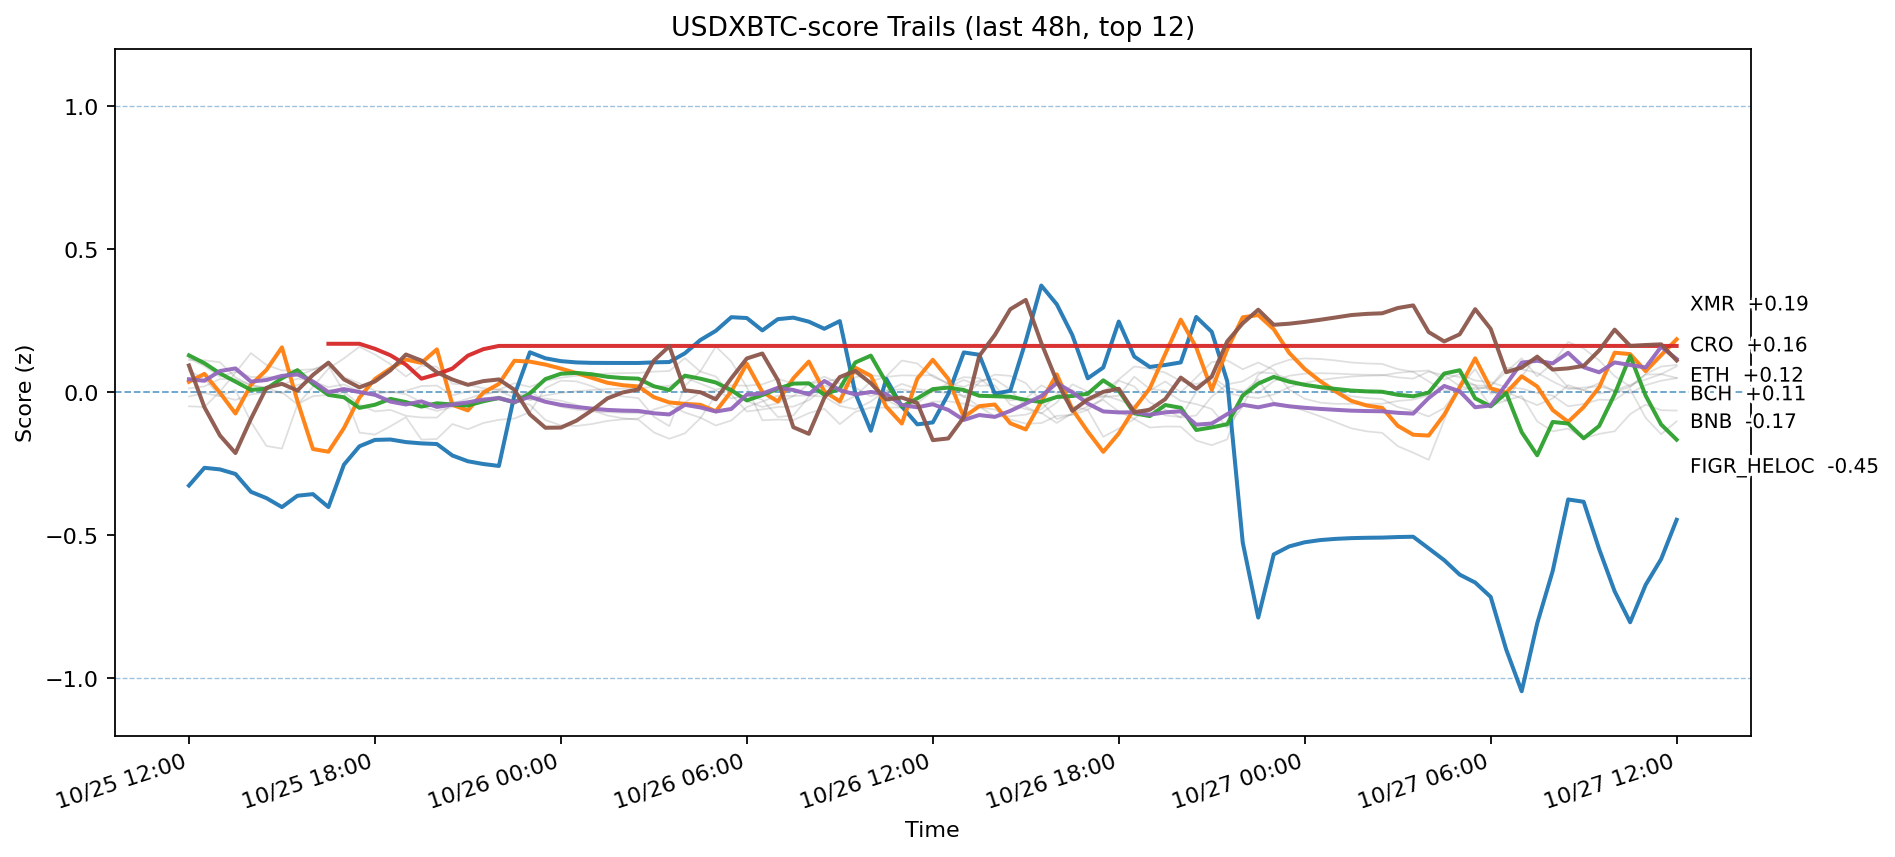 USDXBTC-score Trails (last 48h, top 12)
Score (z)
1.0
0.5
0.0
−0.5
−1.0
XMR +0.19
CRO +0.16
ETH +0.12
BCH +0.11
BNB -0.17
FIGR_HELOC -0.45
10/25 12:00
10/25 18:00
10/26 00:00
10/26 06:00
10/26 12:00
10/26 18:00
10/27 00:00
10/27 06:00
10/27 12:00
Time